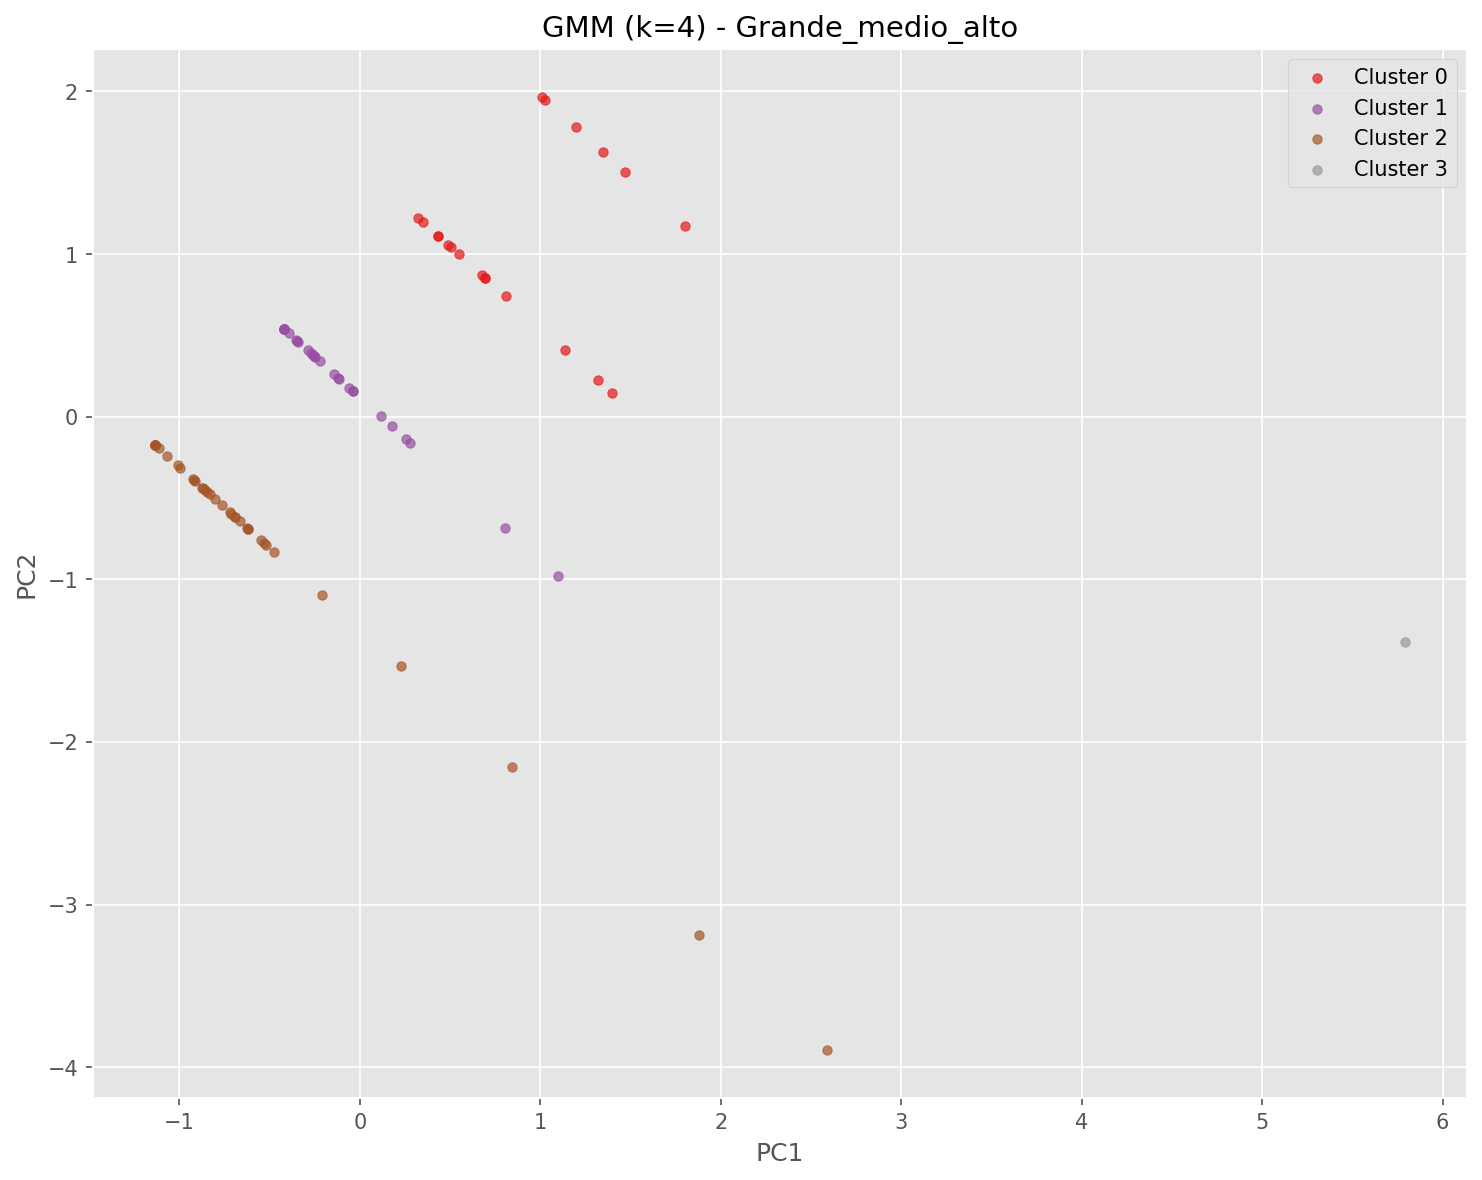 GMM (k=4) - Grande_medio_alto
Cluster 0
Cluster 1
Cluster 2
Cluster 3
2
1
0
−1
−2
−3
−4
PC2
−1 0 1 2 3 4 5 6
PC1